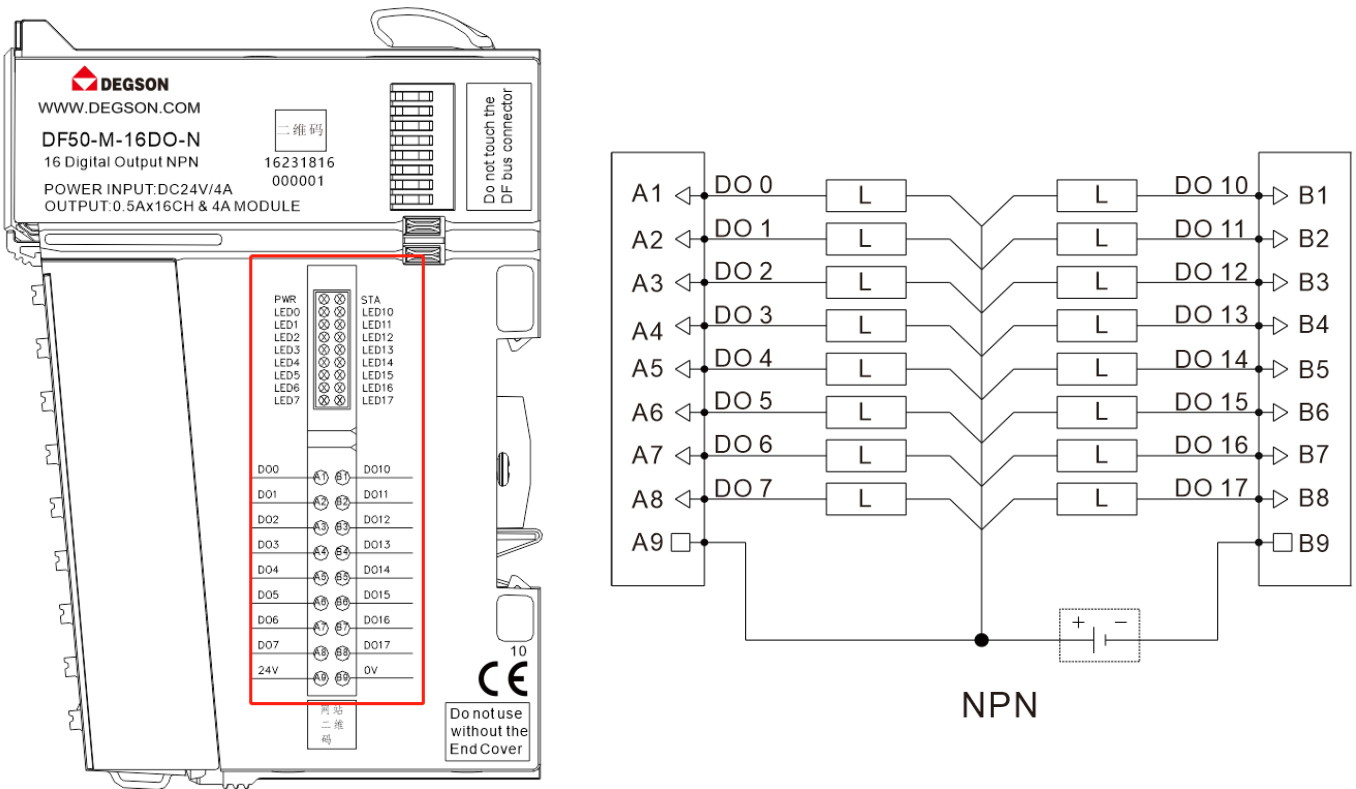 DEGSON
WWW.DEGSON.COM
DF50-M-16DO-N
16 Digital Output NPN
POWER INPUT:DC24V/4A
OUTPUT:0.5Ax16CH & 4A MODULE
二维码
16231816
000001
Do not touch the
DF bus connector
PWR STA
LED0 LED10
LED1 LED11
LED2 LED12
LED3 LED13
LED4 LED14
LED5 LED15
LED6 LED16
LED7 LED17
DO0 A1 B1 DO10
DO1 A2 B2 DO11
DO2 A3 B3 DO12
DO3 A4 B4 DO13
DO4 A5 B5 DO14
DO5 A6 B6 DO15
DO6 A7 B7 DO16
DO7 A8 B8 DO17
24V A9 B9 0V
网站
二维
码
10
CE
Do not use
without the
End Cover
A1 DO 0 L L DO 10 B1
A2 DO 1 L L DO 11 B2
A3 DO 2 L L DO 12 B3
A4 DO 3 L L DO 13 B4
A5 DO 4 L L DO 14 B5
A6 DO 5 L L DO 15 B6
A7 DO 6 L L DO 16 B7
A8 DO 7 L L DO 17 B8
A9 B9
+ −
NPN